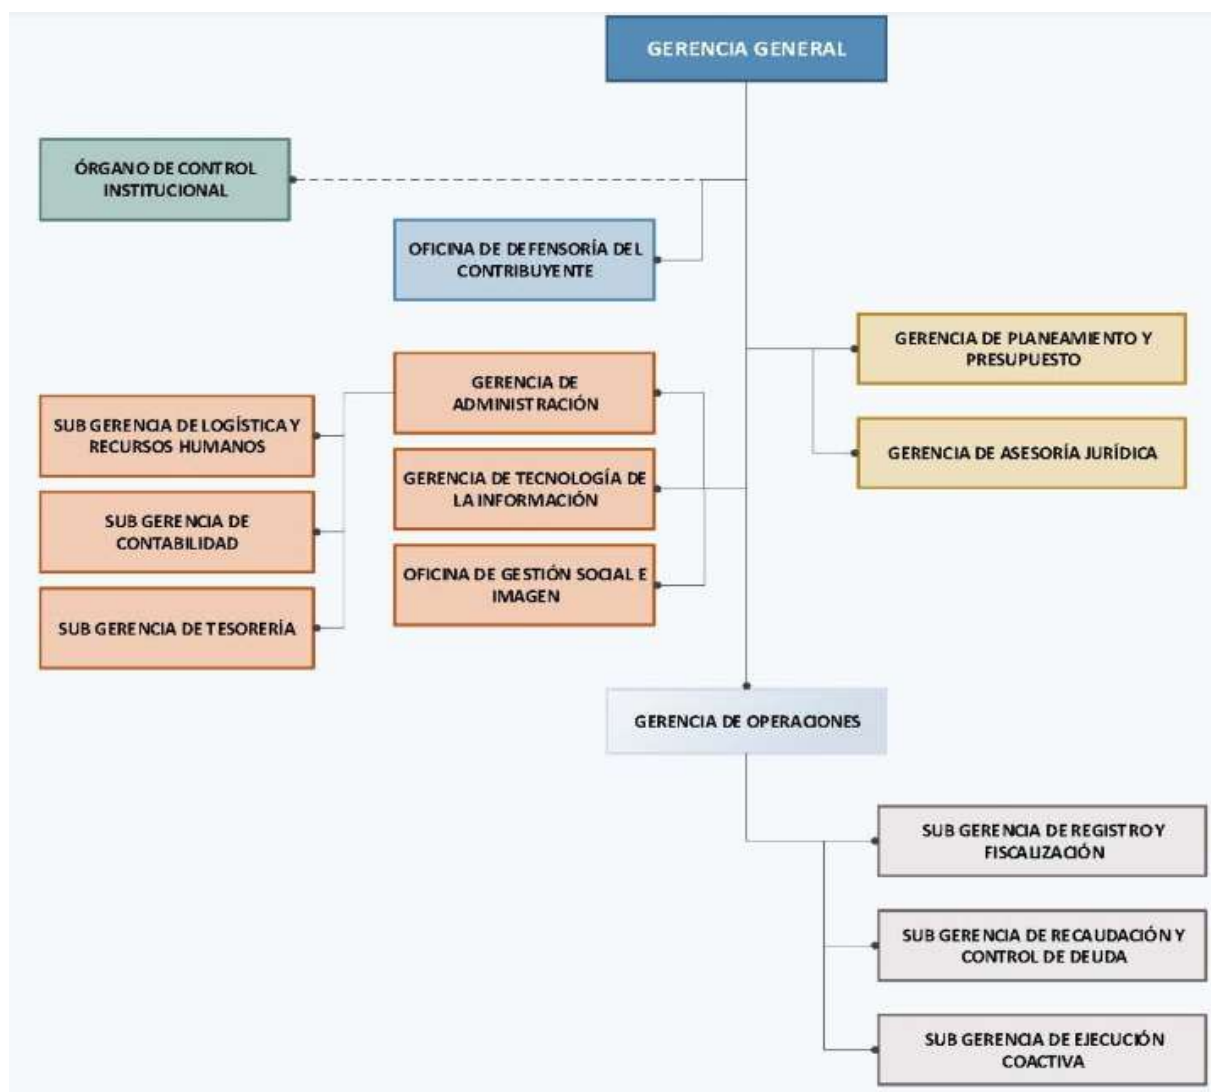 GERENCIA GENERAL
ÓRGANO DE CONTROL
INSTITUCIONAL
OFICINA DE DEFENSORÍA DEL
CONTRIBUYENTE
GERENCIA DE PLANEAMIENTO Y
PRESUPUESTO
GERENCIA DE ASESORÍA JURÍDICA
GERENCIA DE
ADMINISTRACIÓN
SUB GERENCIA DE LOGÍSTICA Y
RECURSOS HUMANOS
GERENCIA DE TECNOLOGÍA DE
LA INFORMACIÓN
SUB GERENCIA DE
CONTABILIDAD
OFICINA DE GESTIÓN SOCIAL E
IMAGEN
SUB GERENCIA DE TESORERÍA
GERENCIA DE OPERACIONES
SUB GERENCIA DE REGISTRO Y
FISCALIZACIÓN
SUB GERENCIA DE RECAUDACIÓN Y
CONTROL DE DEUDA
SUB GERENCIA DE EJECUCIÓN
COACTIVA